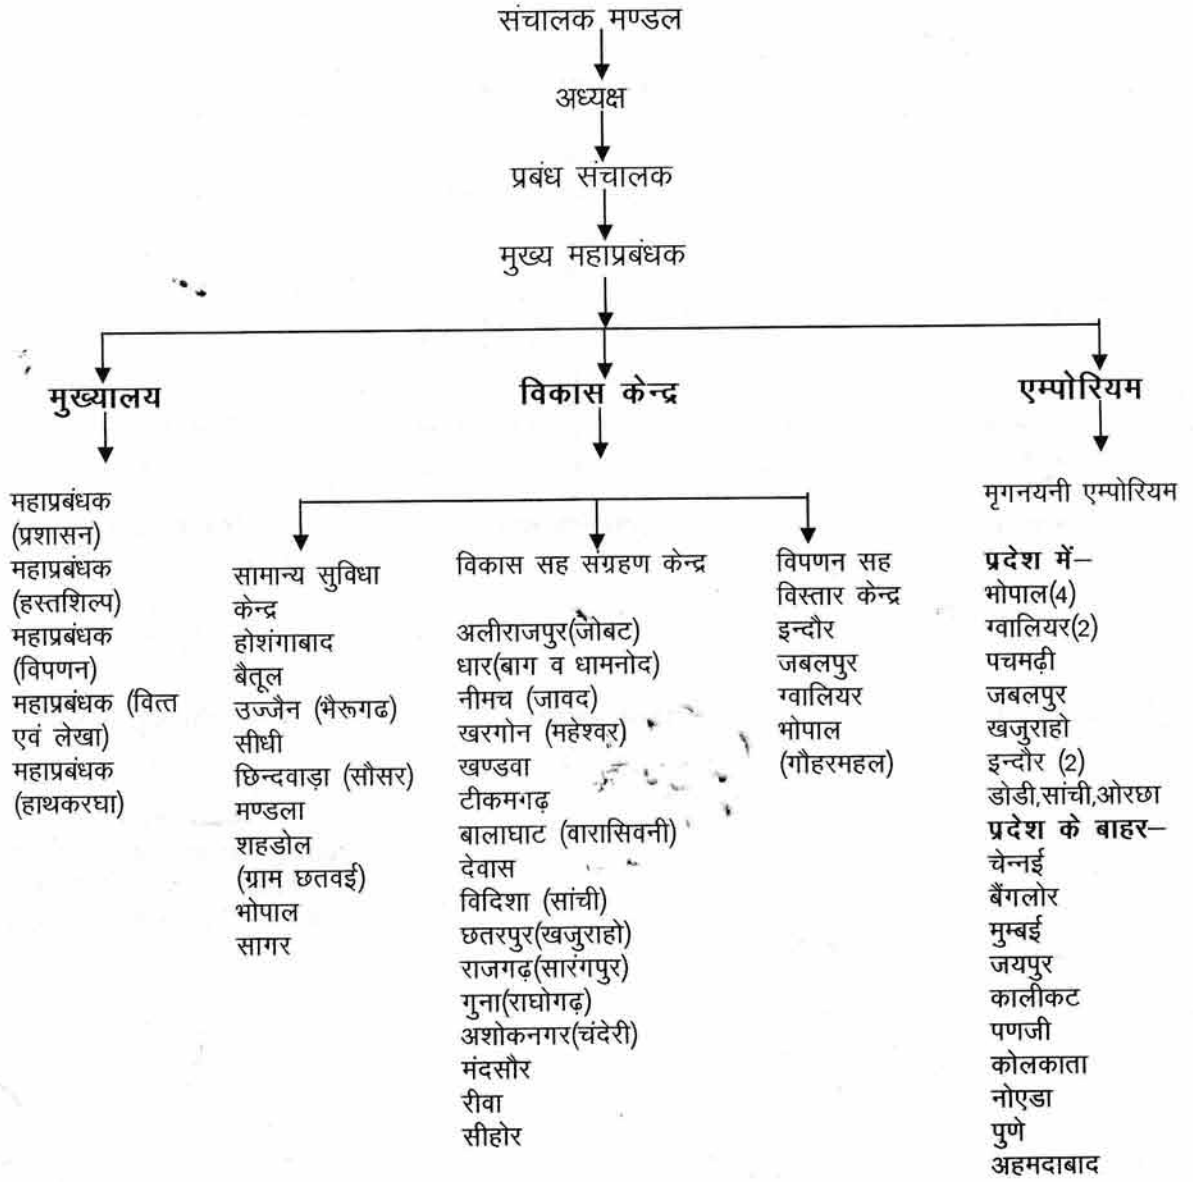 संचालक मण्डल
अध्यक्ष
प्रबंध संचालक
मुख्य महाप्रबंधक
मुख्यालय
विकास केन्द्र
एम्पोरियम
महाप्रबंधक
(प्रशासन)
महाप्रबंधक
(हस्तशिल्प)
महाप्रबंधक
(विपणन)
महाप्रबंधक (वित्त
एवं लेखा)
महाप्रबंधक
(हाथकरघा)
सामान्य सुविधा
केन्द्र
होशंगाबाद
बैतूल
उज्जैन (भैरूगढ)
सीधी
छिन्दवाड़ा (सौसर)
मण्डला
शहडोल
(ग्राम छतवई)
भोपाल
सागर
विकास सह संग्रहण केन्द्र
अलीराजपुर(जोबट)
धार(बाग व धामनोद)
नीमच (जावद)
खरगोन (महेश्वर)
खण्डवा
टीकमगढ़
बालाघाट (वारासिवनी)
देवास
विदिशा (सांची)
छतरपुर(खजुराहो)
राजगढ़(सारंगपुर)
गुना(राघोगढ़)
अशोकनगर(चंदेरी)
मंदसौर
रीवा
सीहोर
विपणन सह
विस्तार केन्द्र
इन्दौर
जबलपुर
ग्वालियर
भोपाल
(गौहरमहल)
मृगनयनी एम्पोरियम
प्रदेश में–
भोपाल(4)
ग्वालियर(2)
पचमढ़ी
जबलपुर
खजुराहो
इन्दौर (2)
डोडी,सांची,ओरछा
प्रदेश के बाहर–
चेन्नई
बैंगलोर
मुम्बई
जयपुर
कालीकट
पणजी
कोलकाता
नोएडा
पुणे
अहमदाबाद